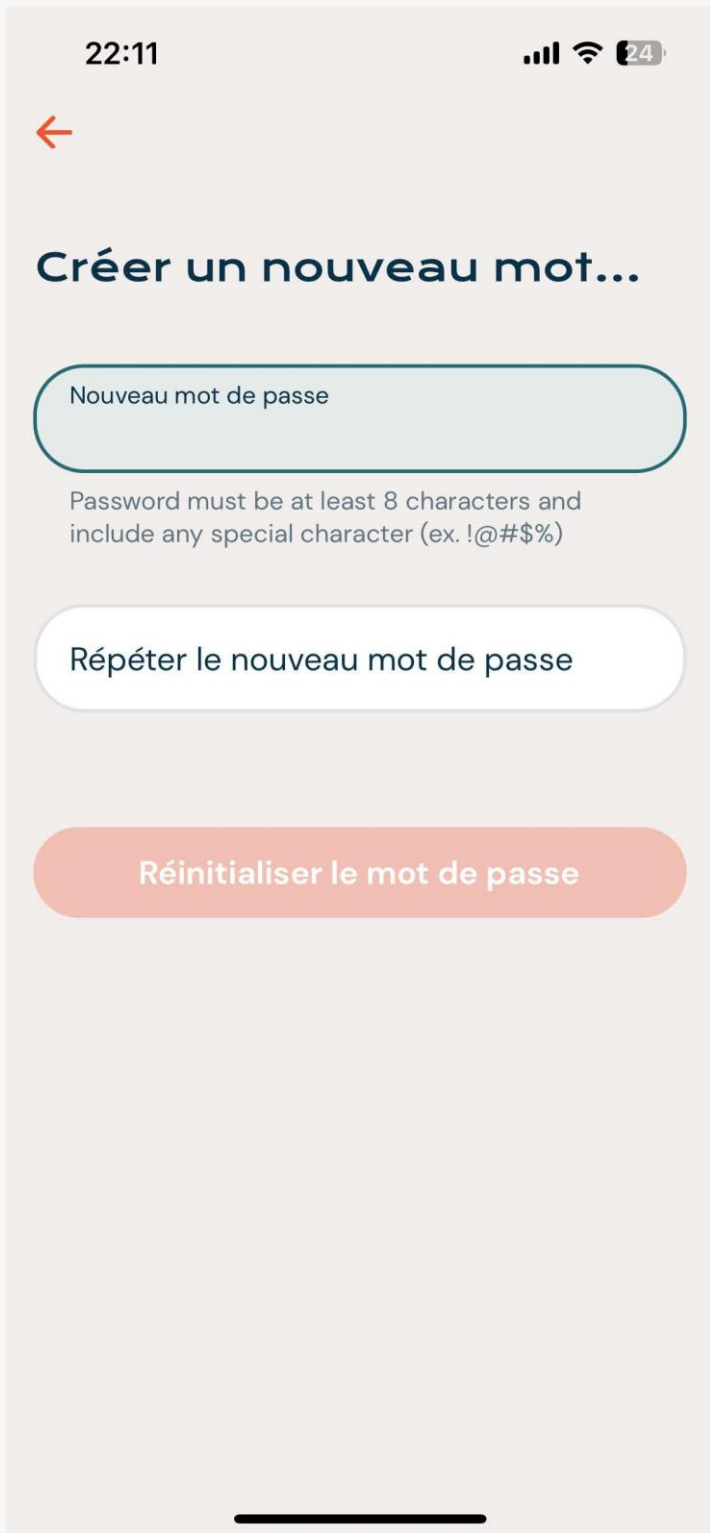 22:11
24
Créer un nouveau mot...
Nouveau mot de passe
Password must be at least 8 characters and
include any special character (ex. !@#$%)
Répéter le nouveau mot de passe
Réinitialiser le mot de passe